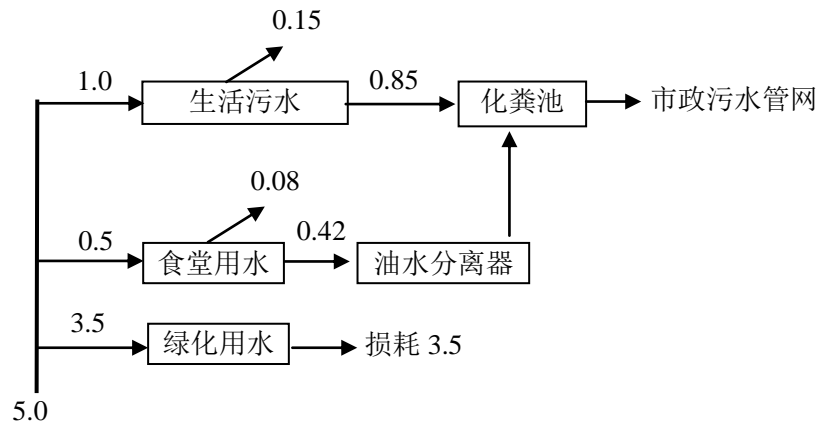 0.15
1.0
生活污水
0.85
化粪池
市政污水管网
0.08
0.5
食堂用水
0.42
油水分离器
3.5
绿化用水
损耗 3.5
5.0